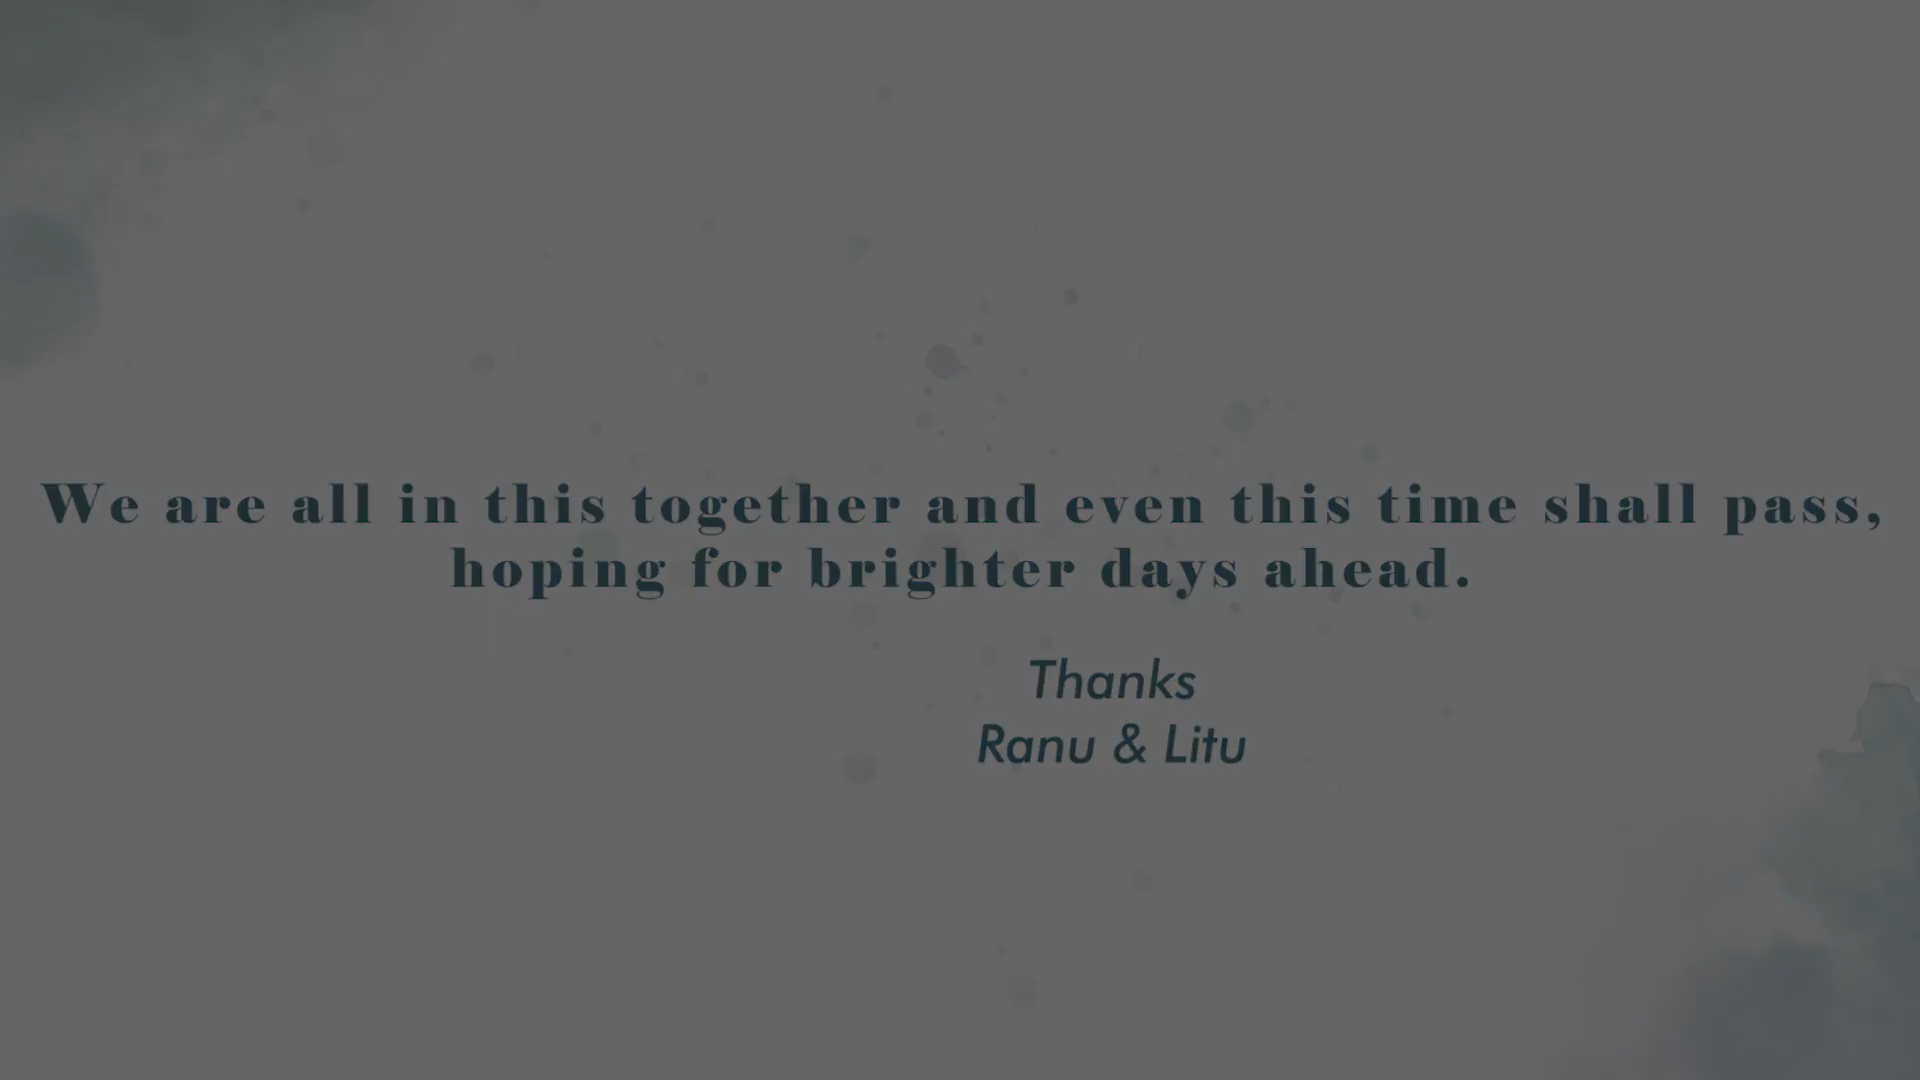 We are all in this together and even this time shall pass,
hoping for brighter days ahead.
Thanks
Ranu & Litu